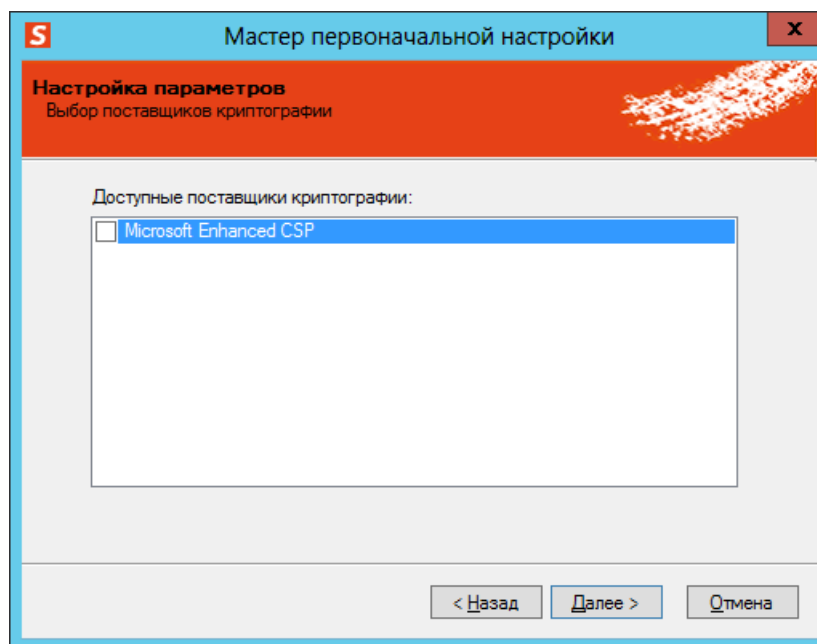 S
Мастер первоначальной настройки
x
Настройка параметров
Выбор поставщиков криптографии
Доступные поставщики криптографии:
Microsoft Enhanced CSP
< Назад
Далее >
Отмена